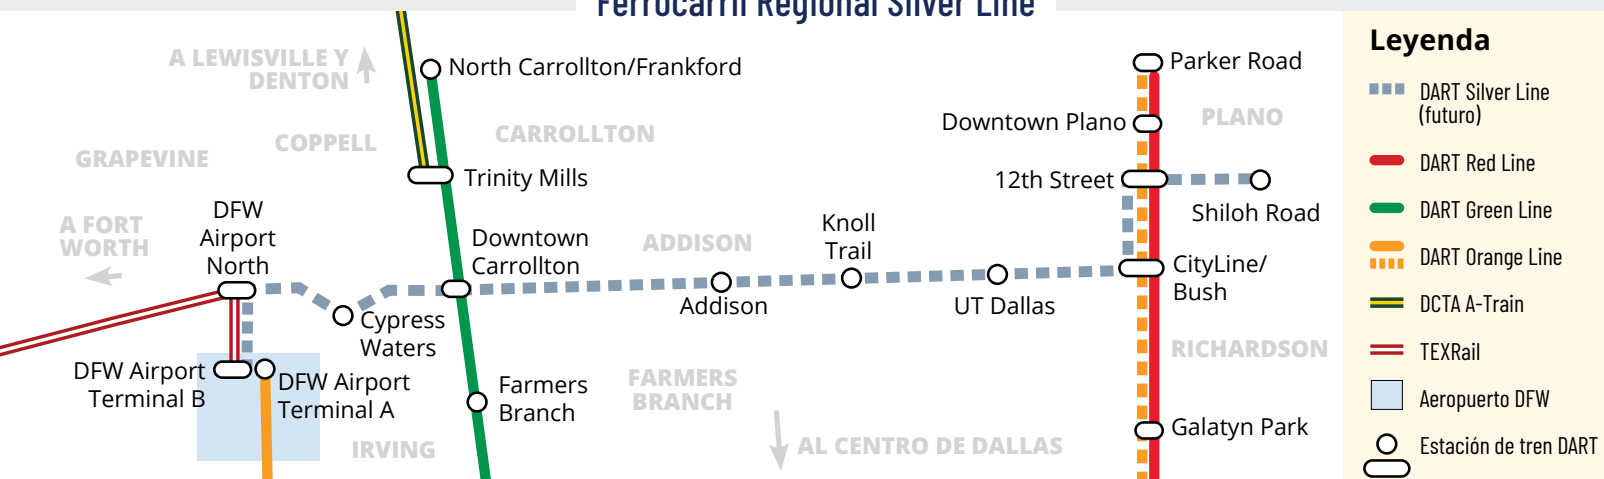 Ferrocarril Regional Silver Line
A LEWISVILLE Y
DENTON
North Carrollton/Frankford
COPPELL
CARROLLTON
GRAPEVINE
Trinity Mills
A FORT
WORTH
DFW
Airport
North
Downtown
Carrollton
ADDISON
Knoll
Trail
Addison
UT Dallas
Cypress
Waters
DFW Airport
Terminal B
DFW Airport
Terminal A
Farmers
Branch
FARMERS
BRANCH
IRVING
AL CENTRO DE DALLAS
Parker Road
Downtown Plano
PLANO
12th Street
Shiloh Road
CityLine/
Bush
RICHARDSON
Galatyn Park
Leyenda
DART Silver Line
(futuro)
DART Red Line
DART Green Line
DART Orange Line
DCTA A-Train
TEXRail
Aeropuerto DFW
Estación de tren DART